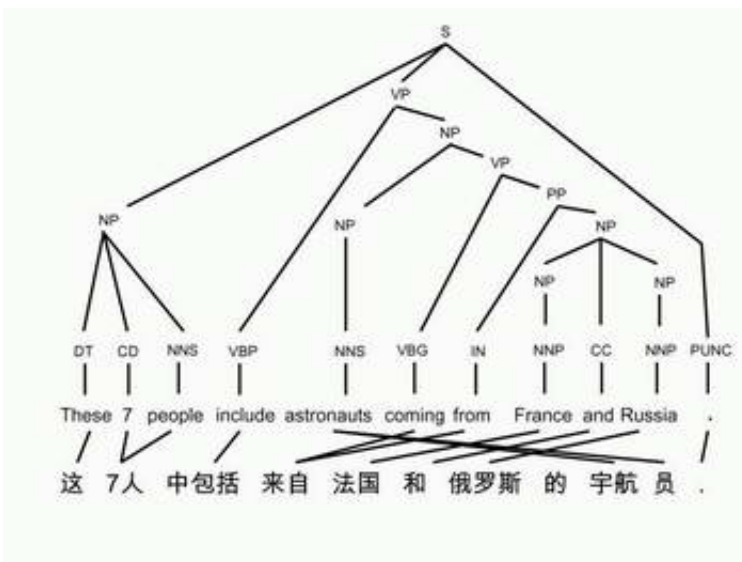 S
VP
NP
VP
PP
NP NP NP
NP NP
DT CD NNS VBP NNS VBG IN NNP CC NNP PUNC
These 7 people include astronauts coming from France and Russia .
这 7人 中包括 来自 法国 和 俄罗斯 的 宇航 员 .